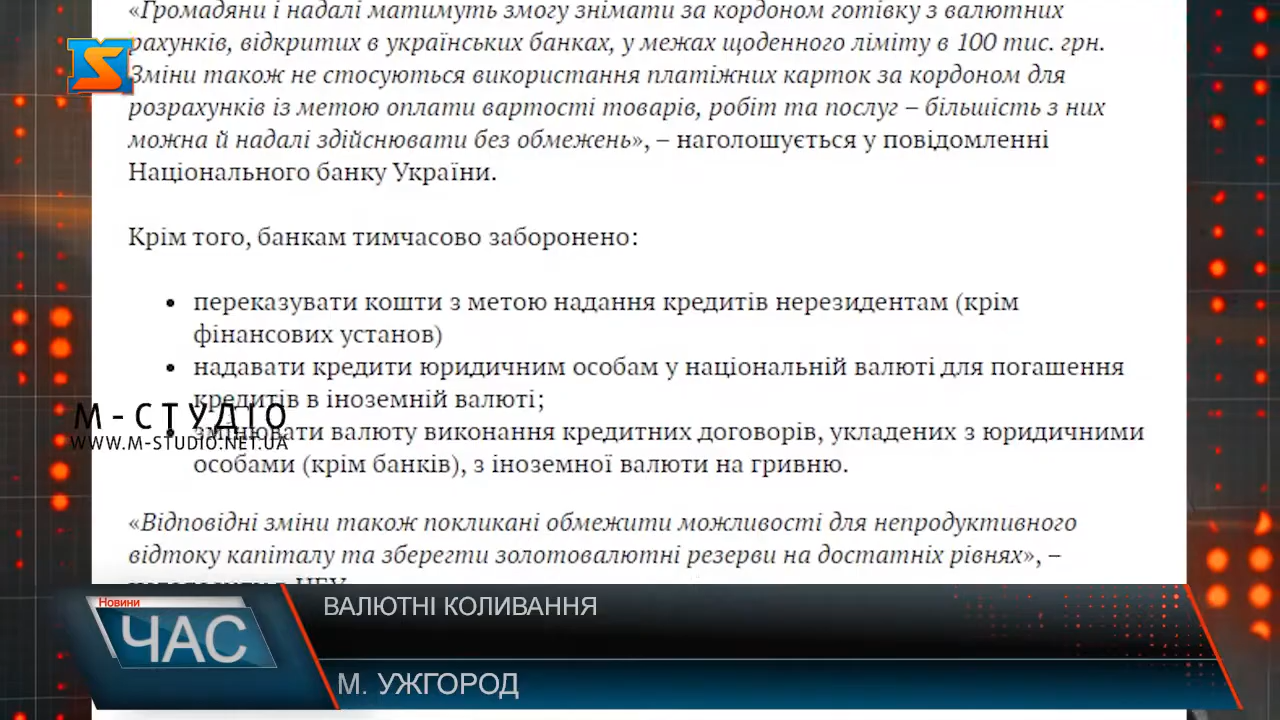 «Громадяни і надалі матимуть змогу знімати за кордоном готівку з валютних
рахунків, відкритих в українських банках, у межах щоденного ліміту в 100 тис. грн.
Зміни також не стосуються використання платіжних карток за кордоном для
розрахунків із метою оплати вартості товарів, робіт та послуг – більшість з них
можна й надалі здійснювати без обмежень», – наголошується у повідомленні
Національного банку України.
Крім того, банкам тимчасово заборонено:
• переказувати кошти з метою надання кредитів нерезидентам (крім
фінансових установ)
• надавати кредити юридичним особам у національній валюті для погашення
кредитів в іноземній валюті;
М-СТУДІО
WWW.M-STUDIO.NET.UA
• змінювати валюту виконання кредитних договорів, укладених з юридичними
особами (крім банків), з іноземної валюти на гривню.
«Відповідні зміни також покликані обмежити можливості для непродуктивного
відтоку капіталу та зберегти золотовалютні резерви на достатніх рівнях», –
Новини
ЧАС
ВАЛЮТНІ КОЛИВАННЯ
М. УЖГОРОД